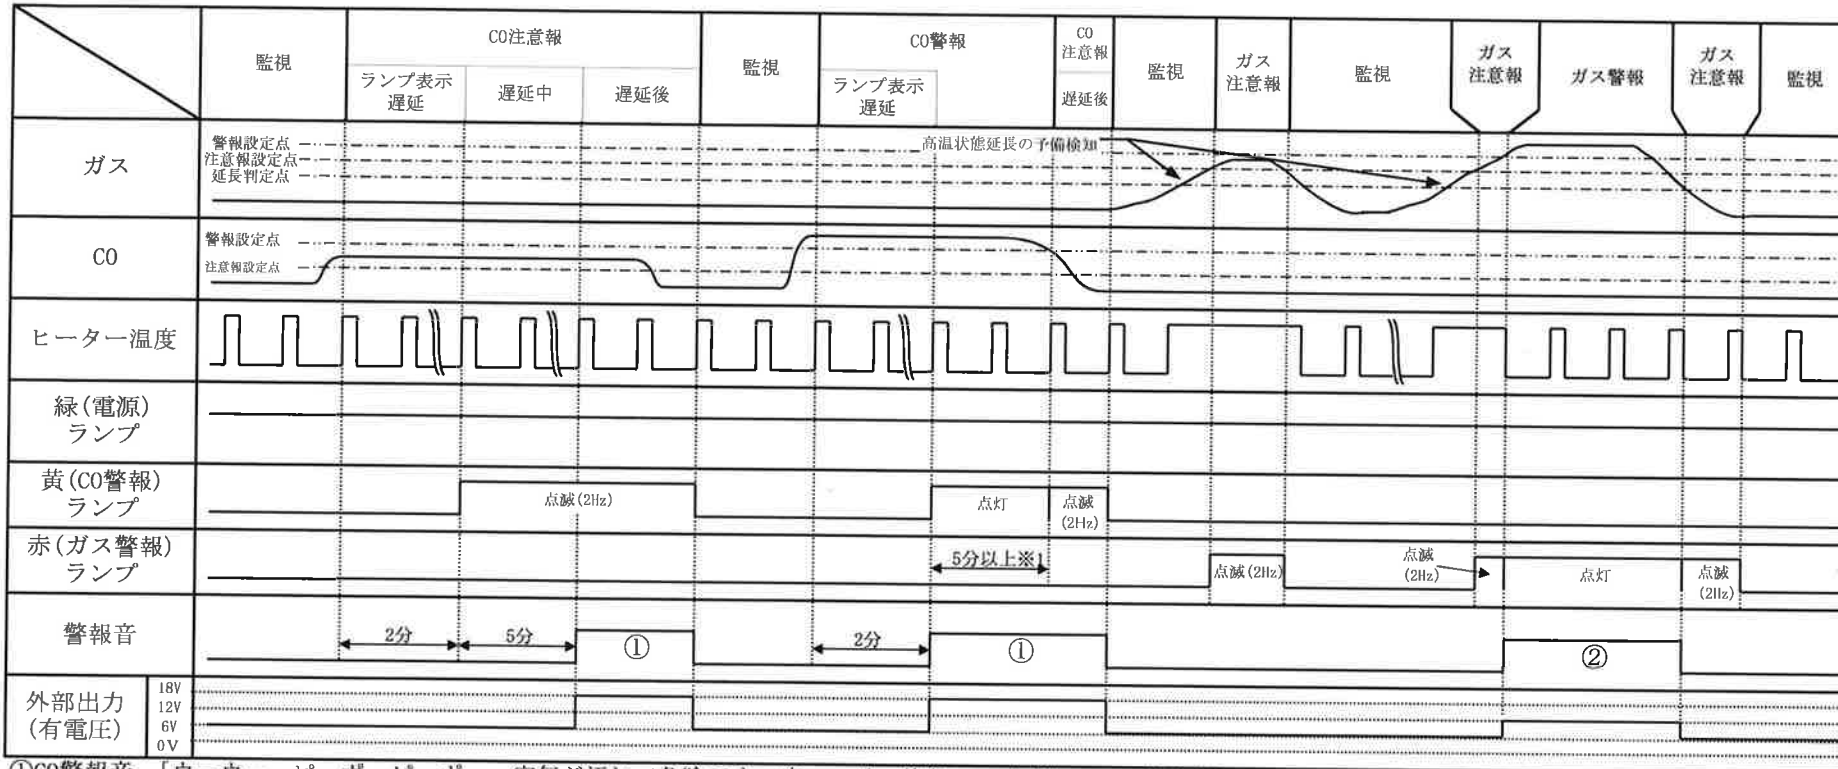 監視
CO注意報
ランプ表示
遅延
遅延中
遅延後
監視
CO警報
ランプ表示
遅延
CO
注意報
遅延後
監視
ガス
注意報
監視
ガス
注意報
ガス警報
ガス
注意報
監視
ガス
警報設定点
注意報設定点
延長判定点
高温状態延長の予備検知
CO
警報設定点
注意報設定点
ヒーター温度
緑(電源)
ランプ
黄(CO警報)
ランプ
点滅(2Hz)
点灯
点滅
(2Hz)
赤(ガス警報)
ランプ
5分以上※1
点滅(2Hz)
点滅
(2Hz)
点灯
点滅
(2Hz)
警報音
2分
5分
①
2分
①
②
外部出力
(有電圧)
18V
12V
6V
0V
①CO警報音